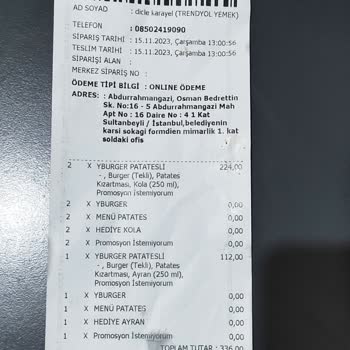 AD SOYAD : dicle karayel (TRENDYOL YEMEK)
TELEFON : 08502419090
SİPARİŞ TARİHİ : 15.11.2023, Çarşamba 13:00:56
TESLİM TARİHİ : 15.11.2023, Çarşamba 13:00:56
SİPARİŞİ ALAN :
MERKEZ SİPARİŞ NO :
ÖDEME TİPİ BİLGİ : ONLINE ÖDEME
ADRES : : Abdurrahmangazi, Osman Bedrettin
Sk. No:16 - 5 Abdurrahmangazi Mah
Apt No : 16 Daire No : 4 1 Kat
Sultanbeyli / İstanbul,belediyenin
karsi sokagi formdien mimarlik 1. kat
soldaki ofis
2 X YBURGER PATATESLİ 224,00
- , Burger (Tekli), Patates
Kızartması, Kola (250 ml),
Promosyon İstemiyorum
2 X YBURGER 0,00
2 X MENÜ PATATES 0,00
2 X HEDİYE KOLA 0,00
2 X Promosyon İstemiyorum 0,00
1 X YBURGER PATATESLİ 112,00
- , Burger (Tekli), Patates
Kızartması, Ayran (250 ml),
Promosyon İstemiyorum
1 X YBURGER 0,00
1 X MENÜ PATATES 0,00
1 X HEDİYE AYRAN 0,00
1 X Promosyon İstemiyorum 0,00
TOPLAM TUTAR : 336,00